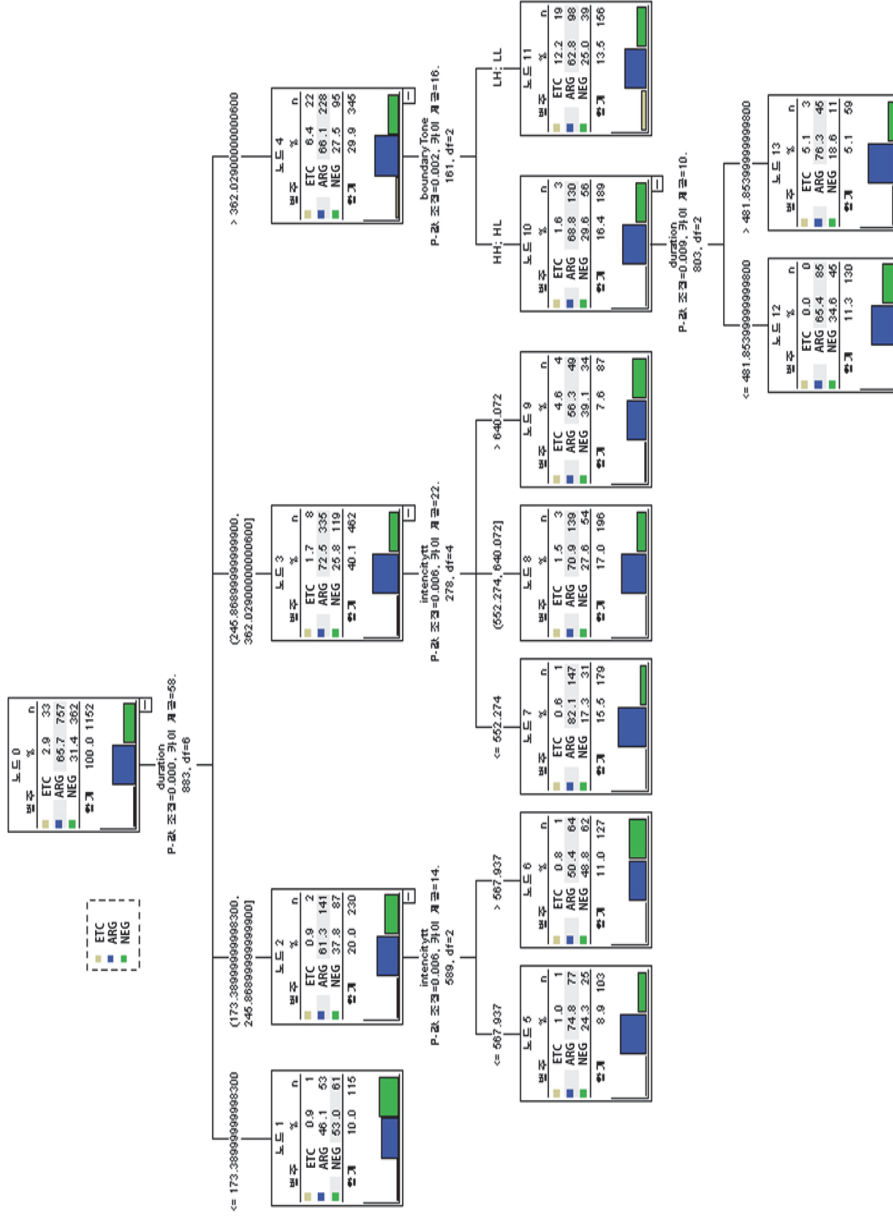 ETC
ARG
NEG
노드 0
범주 % n
ETC 2.9 33
ARG 65.7 757
NEG 31.4 362
합계 100.0 1152
duration
P-값 조정=0.000, 카이 제곱=58.
883, df=6
<= 173.38999999998300
(173.38999999998300,
245.86899999999900]
(245.86899999999900,
362.02900000000600]
> 362.02900000000600
노드 1
범주 % n
ETC 0.9 1
ARG 46.1 53
NEG 53.0 61
합계 10.0 115
노드 2
범주 % n
ETC 0.9 2
ARG 61.3 141
NEG 37.8 87
합계 20.0 230
intencitytt
P-값 조정=0.006, 카이 제곱=14.
589, df=2
노드 3
범주 % n
ETC 1.7 8
ARG 72.5 335
NEG 25.8 119
합계 40.1 462
intencitytt
P-값 조정=0.006, 카이 제곱=22.
278, df=4
노드 4
범주 % n
ETC 6.4 22
ARG 66.1 228
NEG 27.5 95
합계 29.9 345
boundary Tone
P-값 조정=0.002, 카이 제곱=16.
161, df=2
<= 567.937
> 567.937
<= 552.274
(552.274, 640.072]
> 640.072
HH; HL
LH; LL
노드 5
범주 % n
ETC 1.0 1
ARG 74.8 77
NEG 24.3 25
합계 8.9 103
노드 6
범주 % n
ETC 0.8 1
ARG 50.4 64
NEG 48.8 62
합계 11.0 127
노드 7
범주 % n
ETC 0.6 1
ARG 82.1 147
NEG 17.3 31
합계 15.5 179
노드 8
범주 % n
ETC 1.5 3
ARG 70.9 139
NEG 27.6 54
합계 17.0 196
노드 9
범주 % n
ETC 4.6 4
ARG 56.3 49
NEG 39.1 34
합계 7.6 87
노드 10
범주 % n
ETC 1.6 3
ARG 68.8 130
NEG 29.6 56
합계 16.4 189
duration
P-값 조정=0.009, 카이 제곱=10.
803, df=2
노드 11
범주 % n
ETC 12.2 19
ARG 62.8 98
NEG 25.0 39
합계 13.5 156
<= 481.85399999999800
> 481.85399999999800
노드 12
범주 % n
ETC 0.0 0
ARG 65.4 85
NEG 34.6 45
합계 11.3 130
노드 13
범주 % n
ETC 5.1 3
ARG 76.3 45
NEG 18.6 11
합계 5.1 59